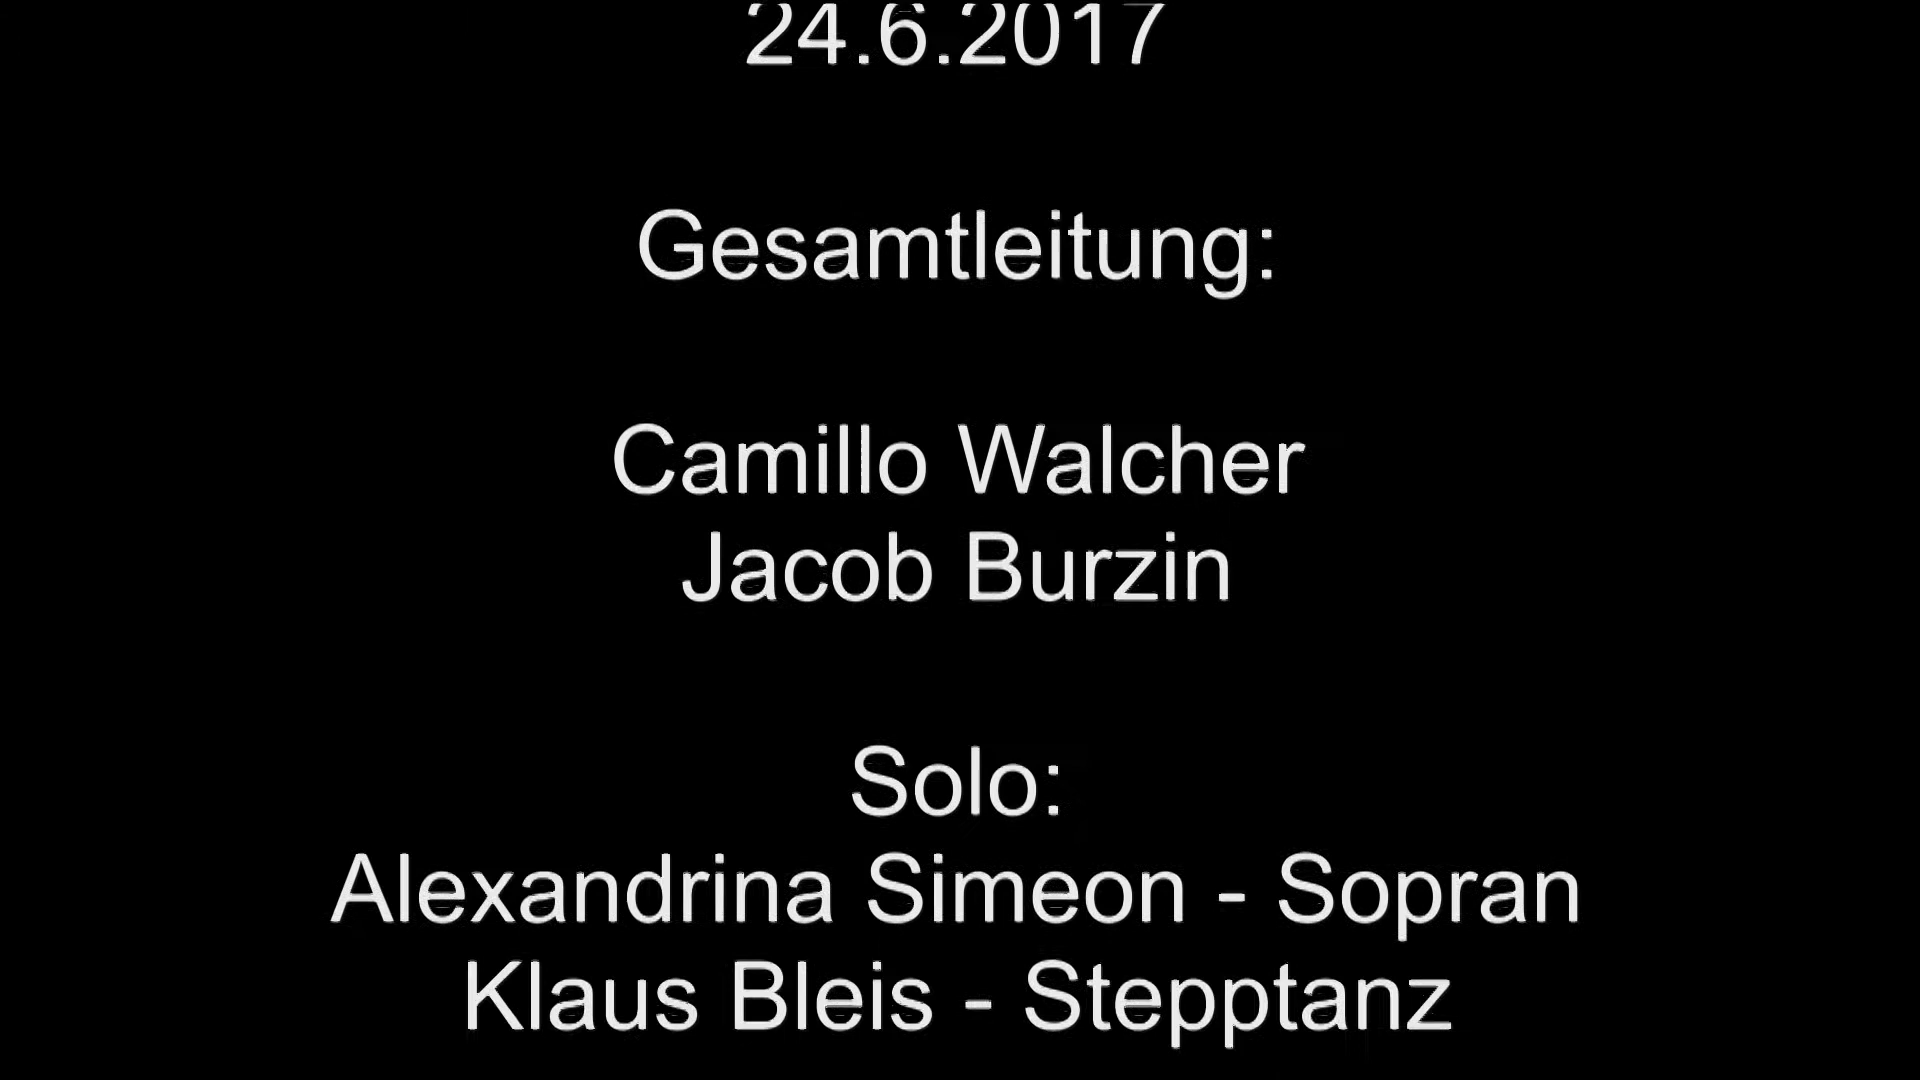 24.6.2017
Gesamtleitung:
Camillo Walcher
Jacob Burzin
Solo:
Alexandrina Simeon - Sopran
Klaus Bleis - Stepptanz